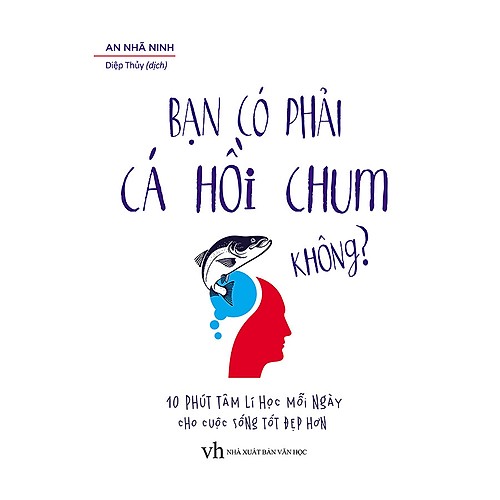 AN NHÃ NINH
Diệp Thủy (dịch)
BẠN CÓ PHẢI
CÁ HỒI CHUM
KHÔNG?
10 PHÚT TÂM LÍ HỌC MỖI NGÀY
CHO CUỘC SỐNG TỐT ĐẸP HƠN
vh NHÀ XUẤT BẢN VĂN HỌC